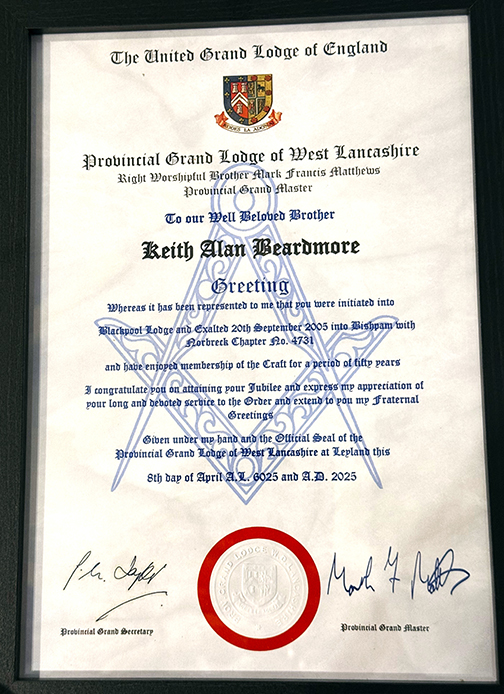 The United Grand Lodge of England
Provincial Grand Lodge of West Lancashire
Right Worshipful Brother Mark Francis Matthews
Provincial Grand Master
To our Well Beloved Brother
Keith Alan Beardmore
Greeting
Whereas it has been represented to me that you were initiated into
Blackpool Lodge and Exalted 20th September 2005 into Bispham with
Norbreck Chapter No. 4731
and have enjoyed membership of the Craft for a period of fifty years
I congratulate you on attaining your Jubilee and express my appreciation of
your long and devoted service to the Order and extend to you my Fraternal
Greetings
Given under my hand and the Official Seal of the
Provincial Grand Lodge of West Lancashire at Leyland this
8th day of April A.L. 6025 and A.D. 2025
Provincial Grand Secretary
Provincial Grand Master